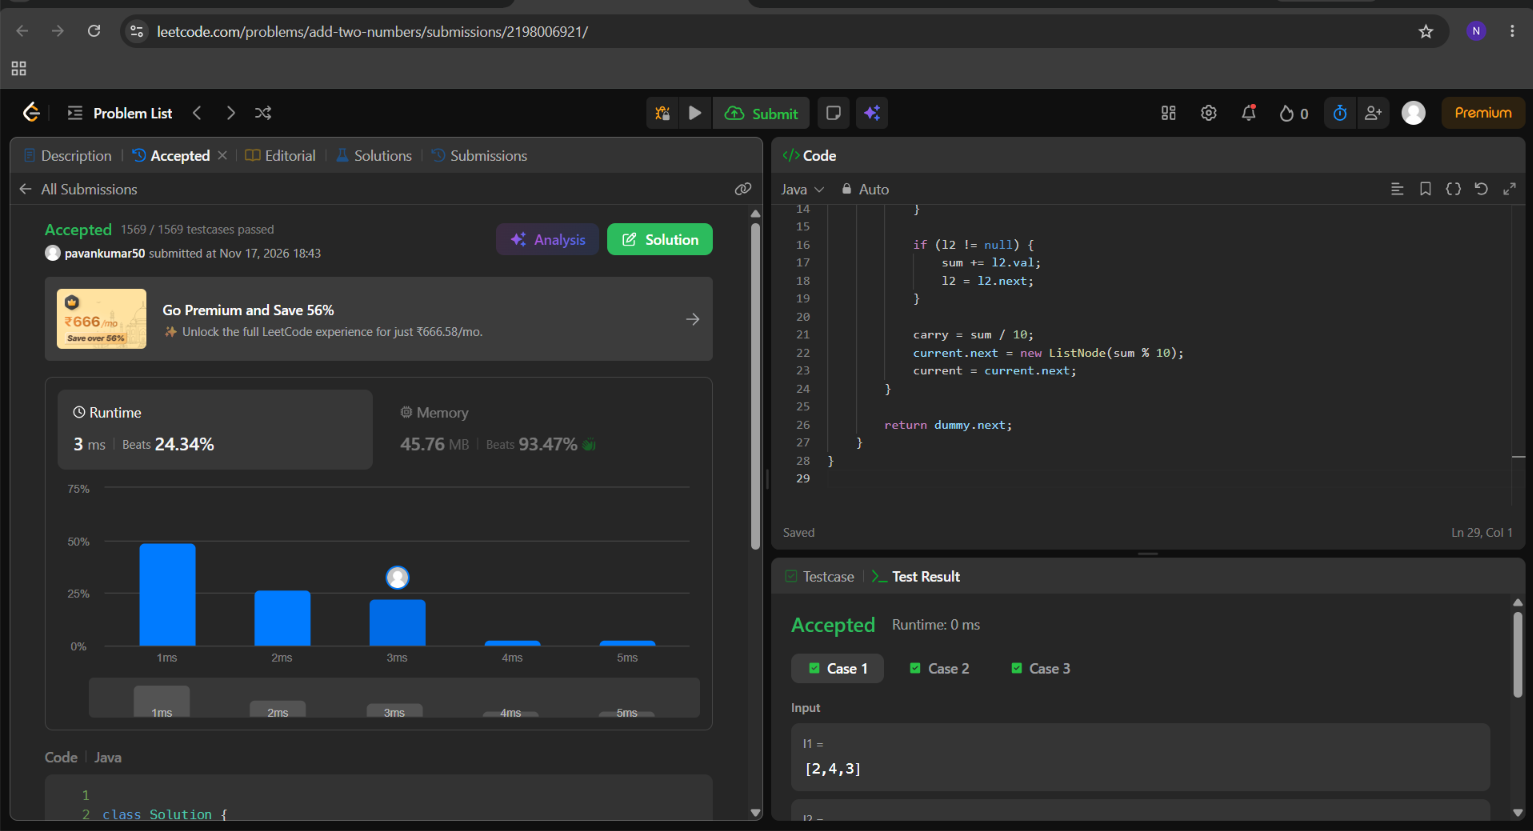 leetcode.com/problems/add-two-numbers/submissions/2198006921/
N
Problem List
Submit
0
Premium
Description
Accepted
Editorial
Solutions
Submissions
All Submissions
Accepted 1569 / 1569 testcases passed
pavankumar50 submitted at Nov 17, 2026 18:43
Analysis
Solution
₹666 /mo
Save over 56%
Go Premium and Save 56%
✨ Unlock the full LeetCode experience for just ₹666.58/mo.
Runtime
3 ms | Beats 24.34%
Memory
45.76 MB | Beats 93.47%
75%
50%
25%
0%
1ms 2ms 3ms 4ms 5ms
1ms 2ms 3ms 4ms 5ms
Code | Java
1
2 class Solution {
</> Code
Java
Auto
14 }
15
16 if (l2 != null) {
17 sum += l2.val;
18 l2 = l2.next;
19 }
20
21 carry = sum / 10;
22 current.next = new ListNode(sum % 10);
23 current = current.next;
24 }
25
26 return dummy.next;
27 }
28 }
29
Saved
Ln 29, Col 1
Testcase
Test Result
Accepted Runtime: 0 ms
Case 1
Case 2
Case 3
Input
l1 =
[2,4,3]
l2 =